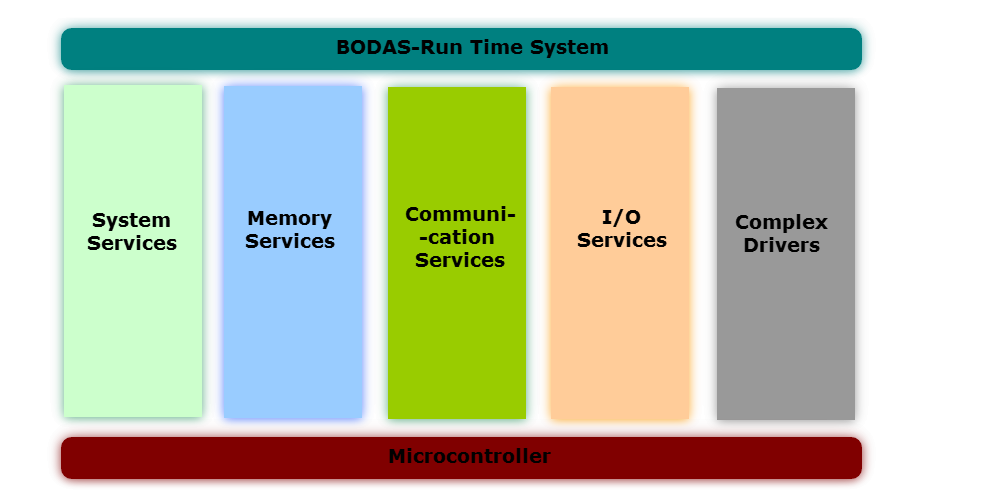 BODAS-Run Time System
System
Services
Memory
Services
Communi-
-cation
Services
I/O
Services
Complex
Drivers
Microcontroller